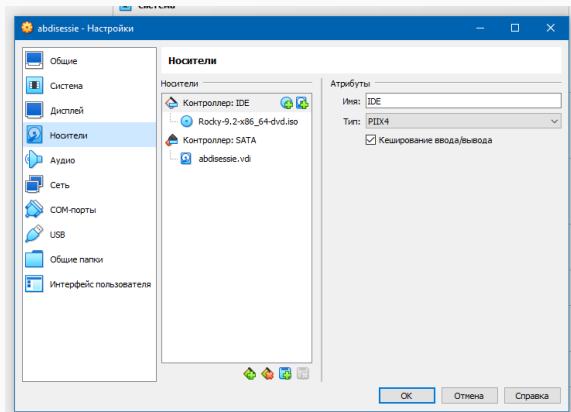 Система
abdisessie - Настройки
Общие
Система
Дисплей
Носители
Аудио
Сеть
COM-порты
USB
Общие папки
Интерфейс пользователя
Носители
Носители
Контроллер: IDE
Rocky-9.2-x86_64-dvd.iso
Контроллер: SATA
abdisessie.vdi
Атрибуты
Имя: IDE
Тип: PIIX4
Кеширование ввода/вывода
OK Отмена Справка